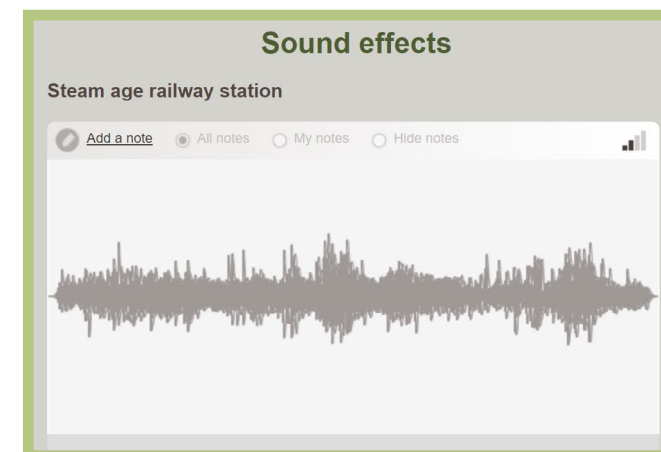 Sound effects
Steam age railway station
Add a note All notes My notes Hide notes